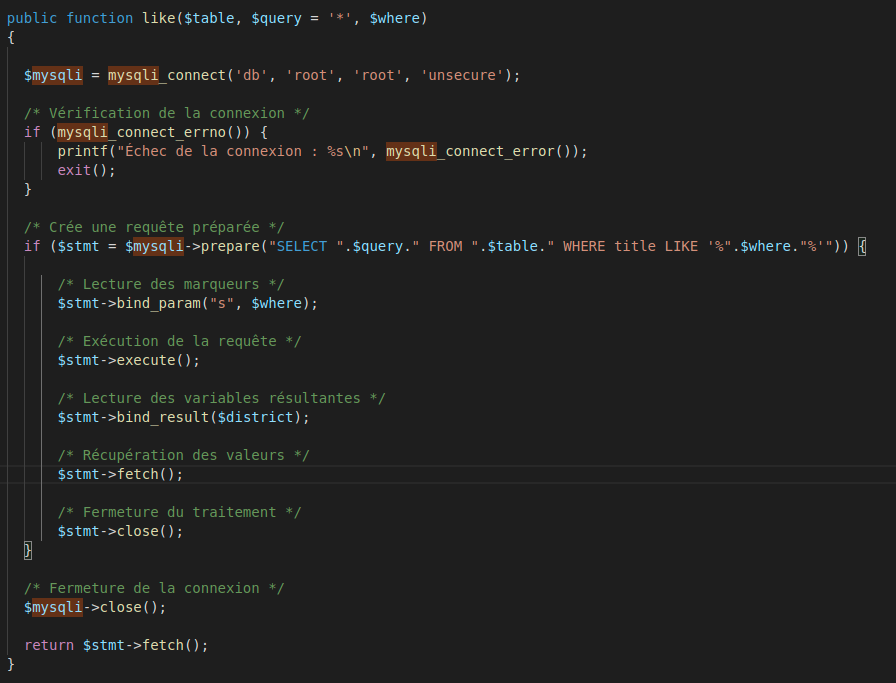 public function like($table, $query = '*', $where)
{
$mysqli = mysqli_connect('db', 'root', 'root', 'unsecure');
/* Vérification de la connexion */
if (mysqli_connect_errno()) {
printf("Échec de la connexion : %s\n", mysqli_connect_error());
exit();
}
/* Crée une requête préparée */
if ($stmt = $mysqli->prepare("SELECT ".$query." FROM ".$table." WHERE title LIKE '%".$where."%'")) {
/* Lecture des marqueurs */
$stmt->bind_param("s", $where);
/* Exécution de la requête */
$stmt->execute();
/* Lecture des variables résultantes */
$stmt->bind_result($district);
/* Récupération des valeurs */
$stmt->fetch();
/* Fermeture du traitement */
$stmt->close();
}
/* Fermeture de la connexion */
$mysqli->close();
return $stmt->fetch();
}